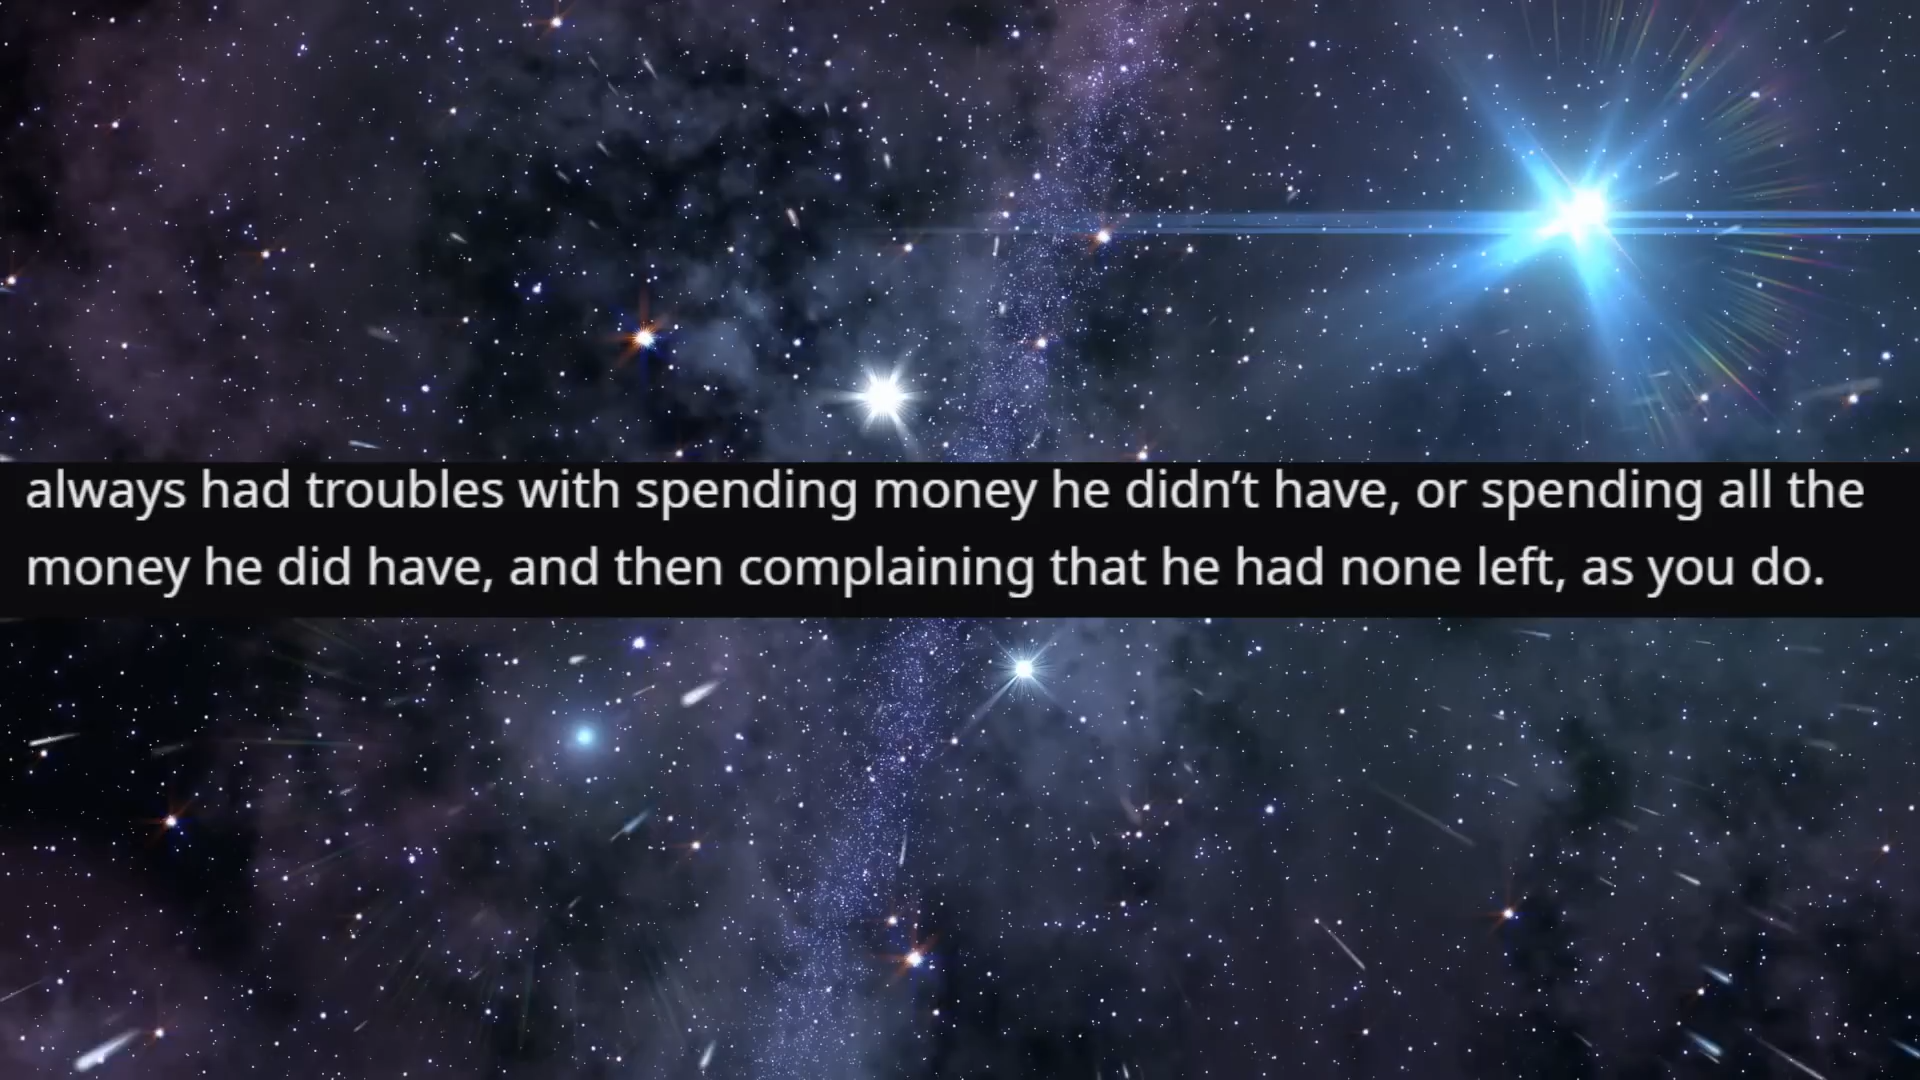 always had troubles with spending money he didn’t have, or spending all the
money he did have, and then complaining that he had none left, as you do.